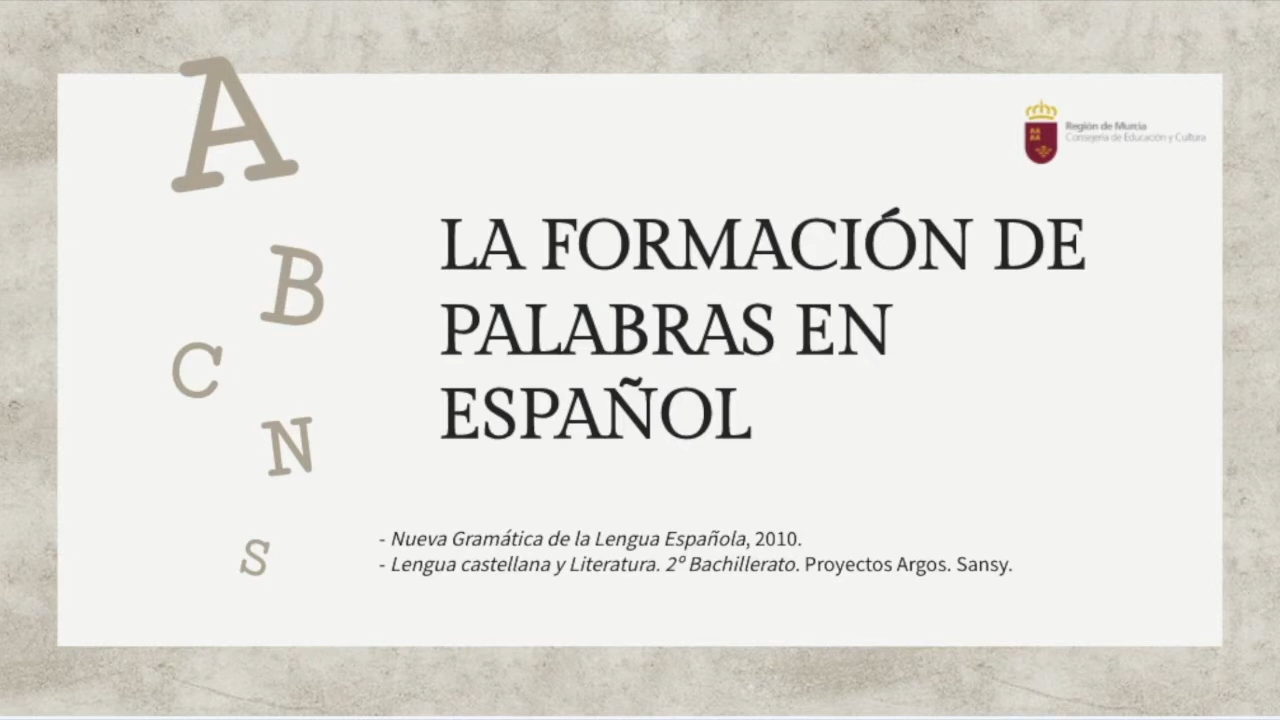 A
B
C
N
S
Región de Murcia
Consejería de Educación y Cultura
LA FORMACIÓN DE
PALABRAS EN
ESPAÑOL
- Nueva Gramática de la Lengua Española, 2010.
- Lengua castellana y Literatura. 2º Bachillerato. Proyectos Argos. Sansy.